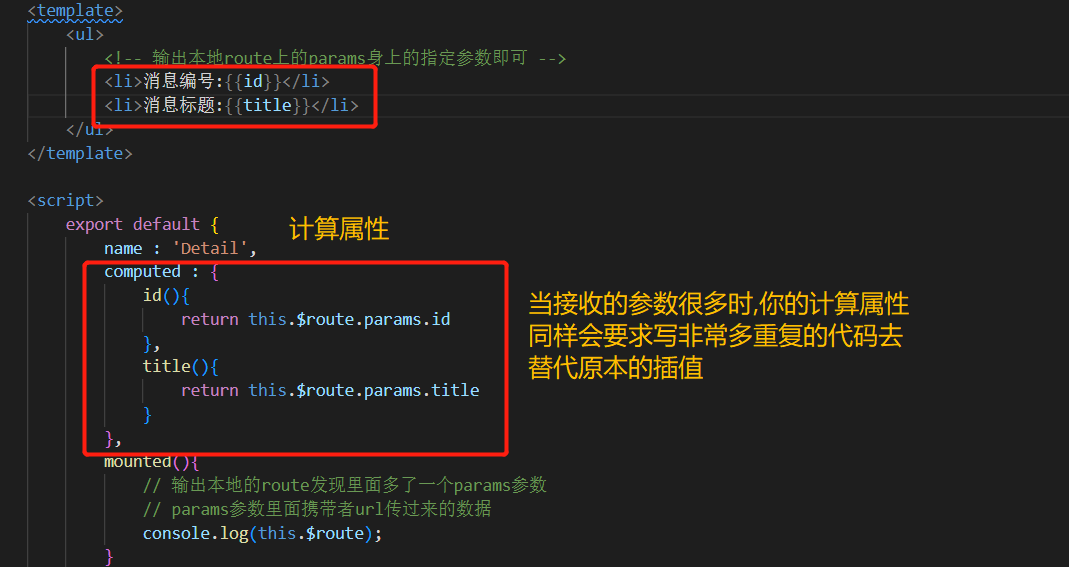 <template>
<ul>
<!-- 输出本地route上的params身上的指定参数即可 -->
<li>消息编号:{{id}}</li>
<li>消息标题:{{title}}</li>
</ul>
</template>
<script>
export default {
计算属性
name : 'Detail',
computed : {
id(){
return this.$route.params.id
},
title(){
return this.$route.params.title
}
},
当接收的参数很多时,你的计算属性
同样会要求写非常多重复的代码去
替代原本的插值
mounted(){
// 输出本地的route发现里面多了一个params参数
// params参数里面携带者url传过来的数据
console.log(this.$route);
}